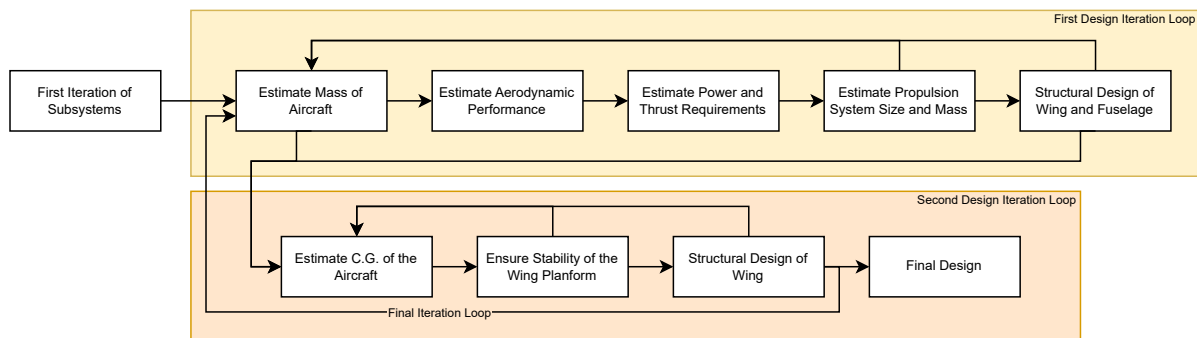 First Design Iteration Loop
First Iteration of
Subsystems
Estimate Mass of
Aircraft
Estimate Aerodynamic
Performance
Estimate Power and
Thrust Requirements
Estimate Propulsion
System Size and Mass
Structural Design of
Wing and Fuselage
Second Design Iteration Loop
Estimate C.G. of the
Aircraft
Ensure Stability of the
Wing Planform
Structural Design of
Wing
Final Design
Final Iteration Loop